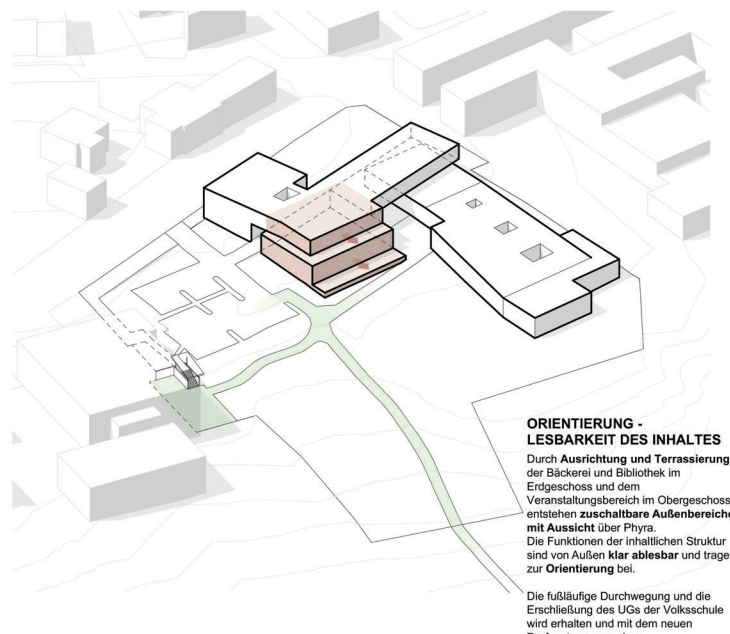 ORIENTIERUNG -
LESBARKEIT DES INHALTES
Durch Ausrichtung und Terrassierung
der Bäckerei und Bibliothek im
Erdgeschoss und dem
Veranstaltungsbereich im Obergeschoss
entstehen zuschaltbare Außenbereiche
mit Aussicht über Phyra.
Die Funktionen der inhaltlichen Struktur
sind von Außen klar ablesbar und trage
zur Orientierung bei.
Die fußläufige Durchwegung und die
Erschließung des UGs der Volksschule
wird erhalten und mit dem neuen